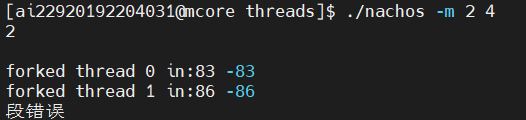 [ai22920192204031@mcore threads]$ ./nachos -m 2 4
2
forked thread 0 in:83 -83
forked thread 1 in:86 -86
段错误